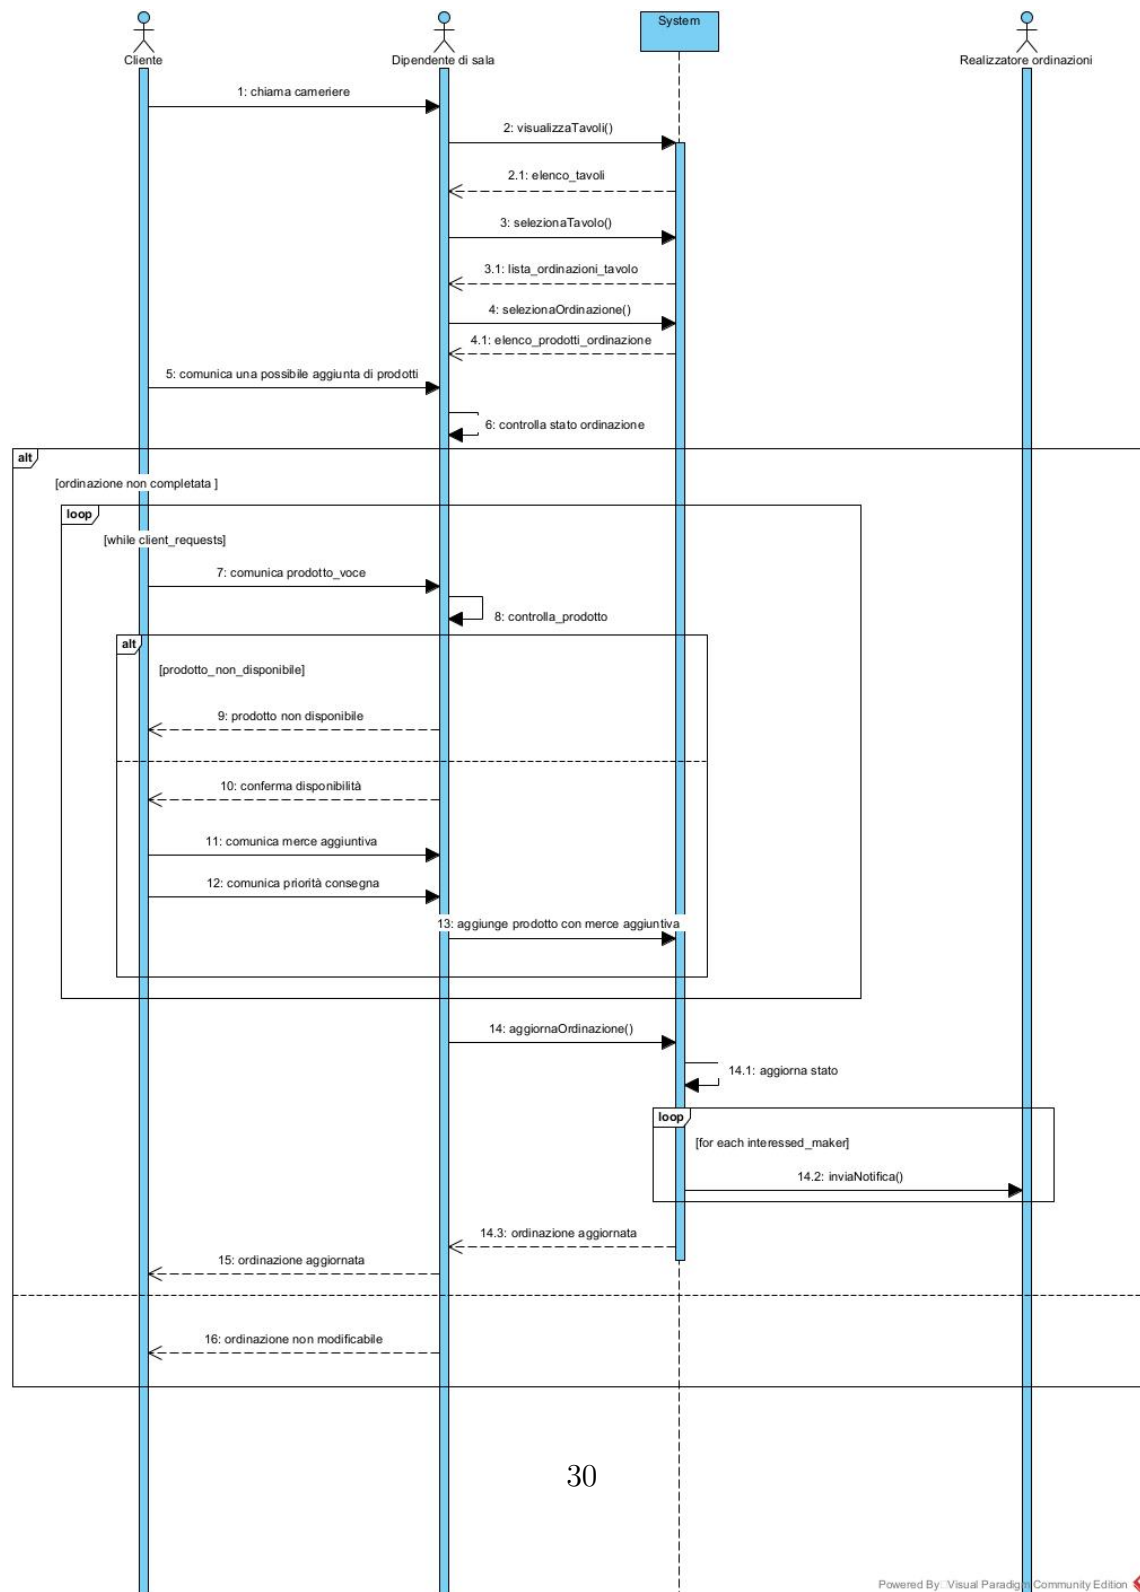 System
Cliente
Dipendente di sala
Realizzatore ordinazioni
1: chiama cameriere
2: visualizzaTavoli()
2.1: elenco_tavoli
3: selezionaTavolo()
3.1: lista_ordinazioni_tavolo
4: selezionaOrdinazione()
4.1: elenco_prodotti_ordinazione
5: comunica una possibile aggiunta di prodotti
6: controlla stato ordinazione
alt
[ordinazione non completata ]
loop
[while client_requests]
7: comunica prodotto_voce
8: controlla_prodotto
alt
[prodotto_non_disponibile]
9: prodotto non disponibile
10: conferma disponibilità
11: comunica merce aggiuntiva
12: comunica priorità consegna
13: aggiunge prodotto con merce aggiuntiva
14: aggiornaOrdinazione()
14.1: aggiorna stato
loop
[for each interessed_maker]
14.2: inviaNotifica()
14.3: ordinazione aggiornata
15: ordinazione aggiornata
16: ordinazione non modificabile
30
Powered By Visual Paradigm Community Edition